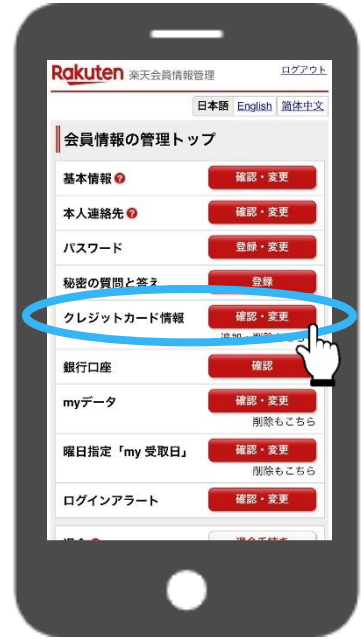 Rakuten 楽天会員情報管理 ログアウト
日本語 English 简体中文
会員情報の管理トップ
基本情報 ? 確認・変更
本人連絡先 ? 確認・変更
パスワード 登録・変更
秘密の質問と答え 登録
クレジットカード情報 確認・変更
銀行口座 確認
myデータ 確認・変更
削除もこちら
曜日指定「my 受取日」 確認・変更
削除もこちら
ログインアラート 確認・変更